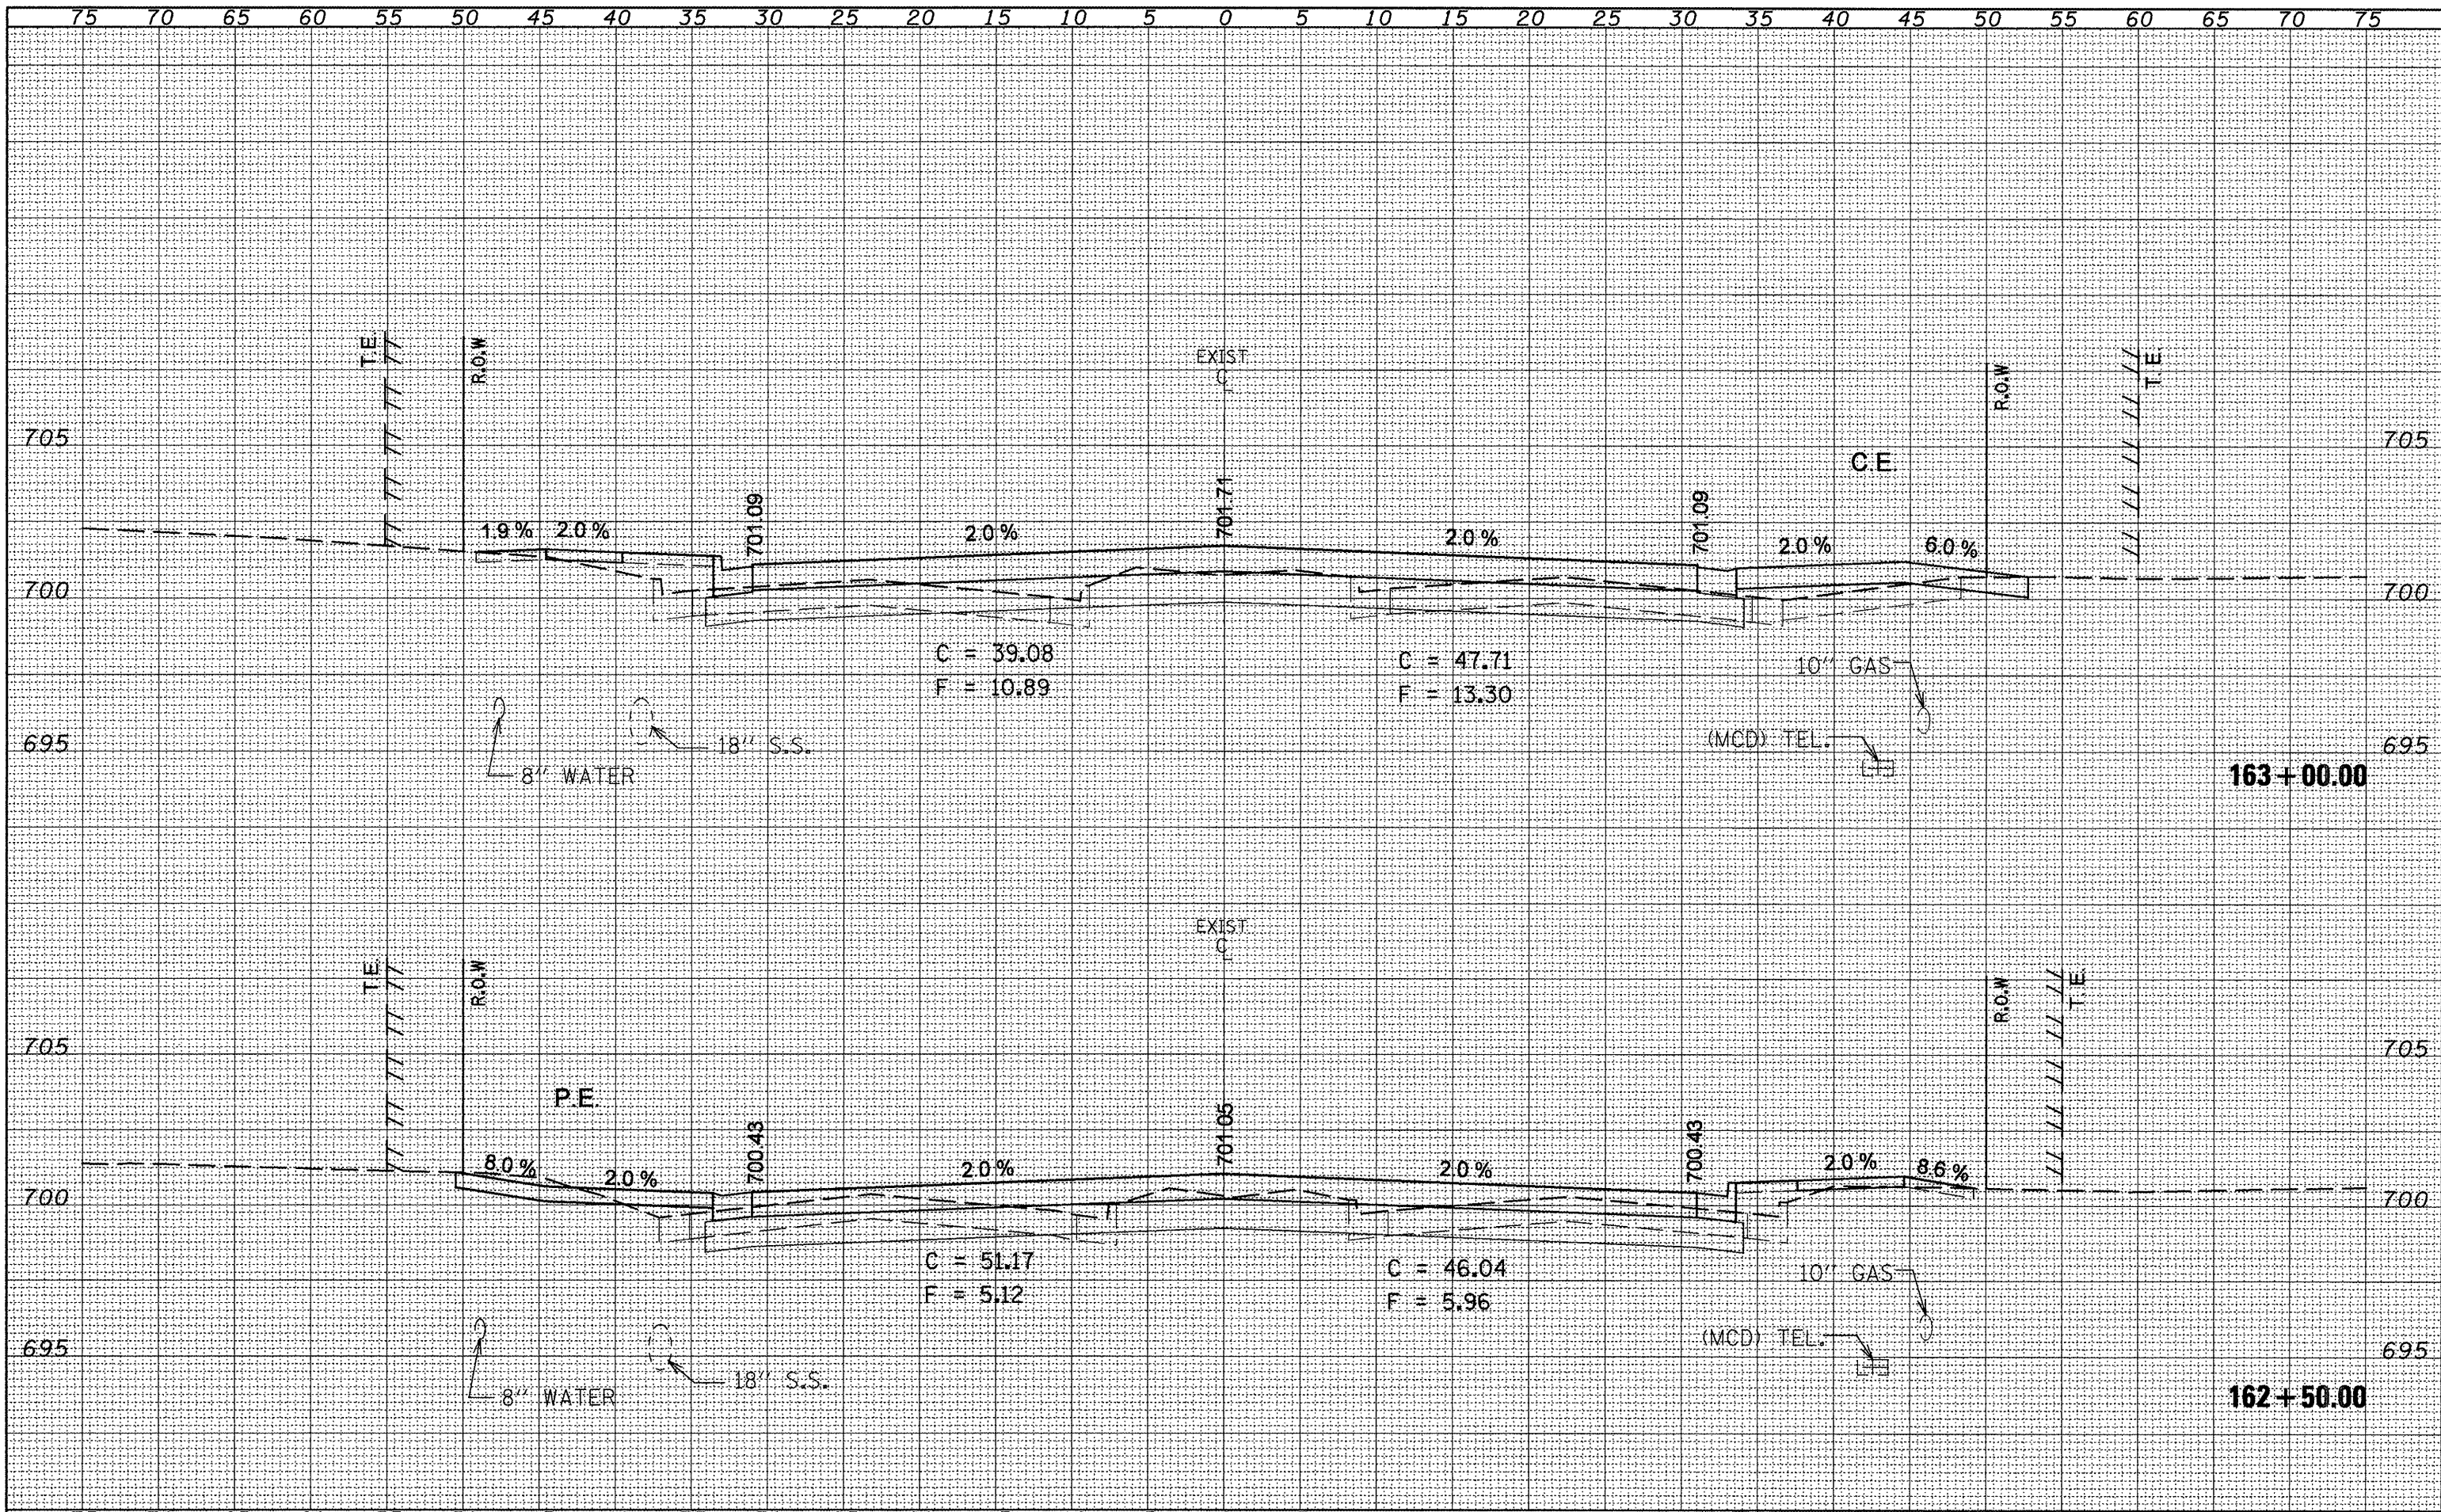 75 70 65 60 55 50 45 40 35 30 25 20 15 10 5 0 5 10 15 20 25 30 35 40 45 50 55 60 65 70 75
T.E.
R.O.W
EXIST
C
L
R.O.W
T.E.
705
705
C.E.
1.9 %
2.0 %
701.09
2.0 %
701.71
2.0 %
701.09
2.0 %
6.0 %
700
700
C = 39.08
F = 10.89
C = 47.71
F = 13.30
10" GAS
(MCD) TEL.
695
18" S.S.
8" WATER
695
163+00.00
EXIST
C
L
T.E.
R.O.W
R.O.W
T.E.
705
705
P.E.
8.0 %
2.0 %
700.43
2.0 %
701.05
2.0 %
700.43
2.0 %
8.6 %
700
700
C = 51.17
F = 5.12
C = 46.04
F = 5.96
10" GAS
(MCD) TEL.
695
18" S.S.
8" WATER
695
162+50.00